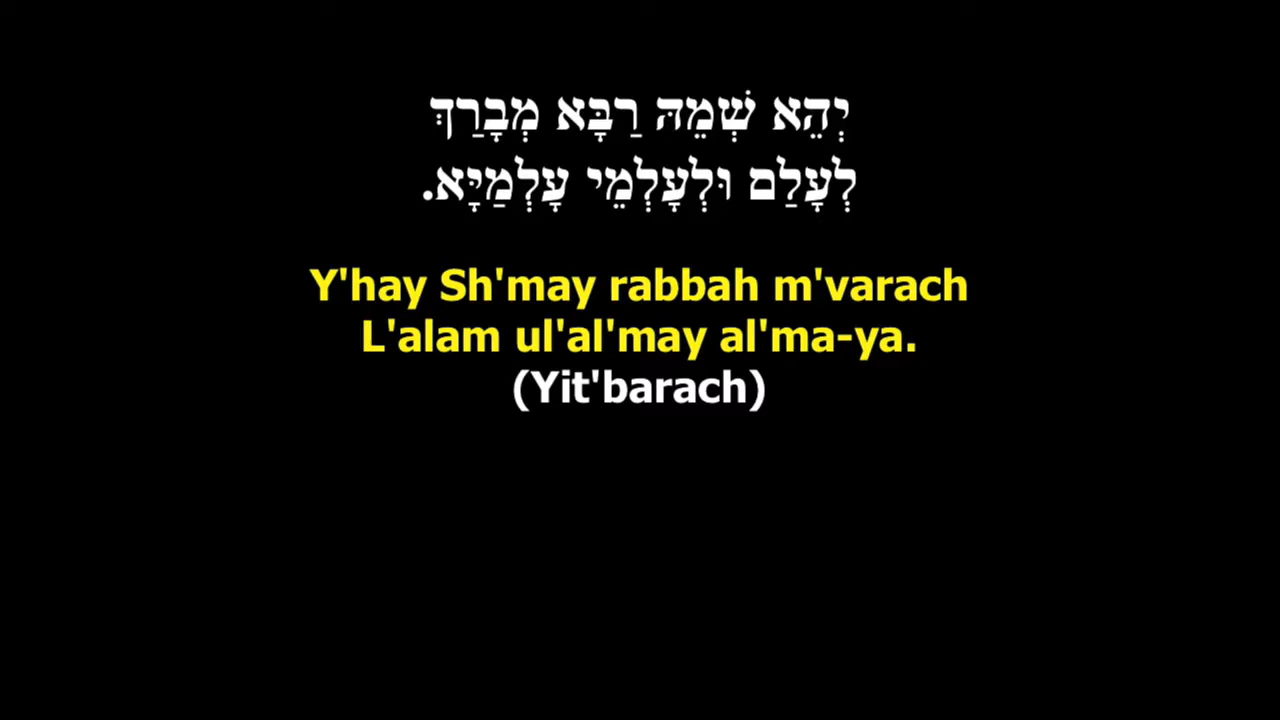 יְהֵא שְׁמֵהּ רַבָּא מְבָרַךְ
לְעָלַם וּלְעָלְמֵי עָלְמַיָּא.
Y'hay Sh'may rabbah m'varach
L'alam ul'al'may al'ma-ya.
(Yit'barach)